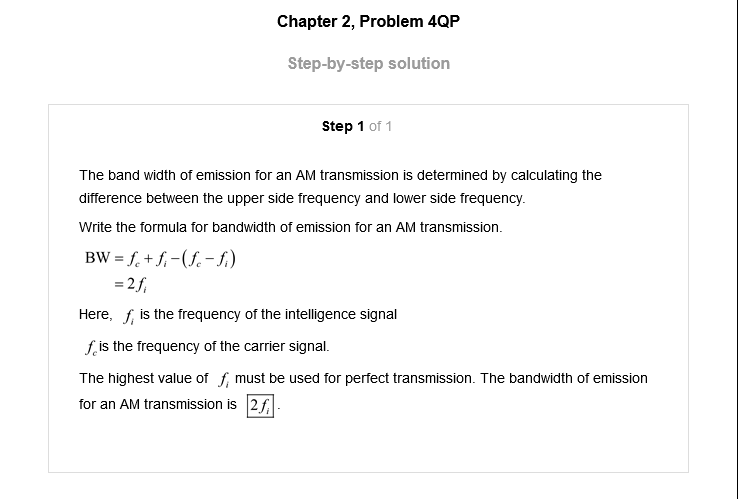 Chapter 2, Problem 4QP
Step-by-step solution
Step 1 of 1
The band width of emission for an AM transmission is determined by calculating the
difference between the upper side frequency and lower side frequency.
Write the formula for bandwidth of emission for an AM transmission.
BW = f_c + f_i − (f_c − f_i)
= 2f_i
Here, f_i is the frequency of the intelligence signal
f_c is the frequency of the carrier signal.
The highest value of f_i must be used for perfect transmission. The bandwidth of emission
for an AM transmission is 2f_i.